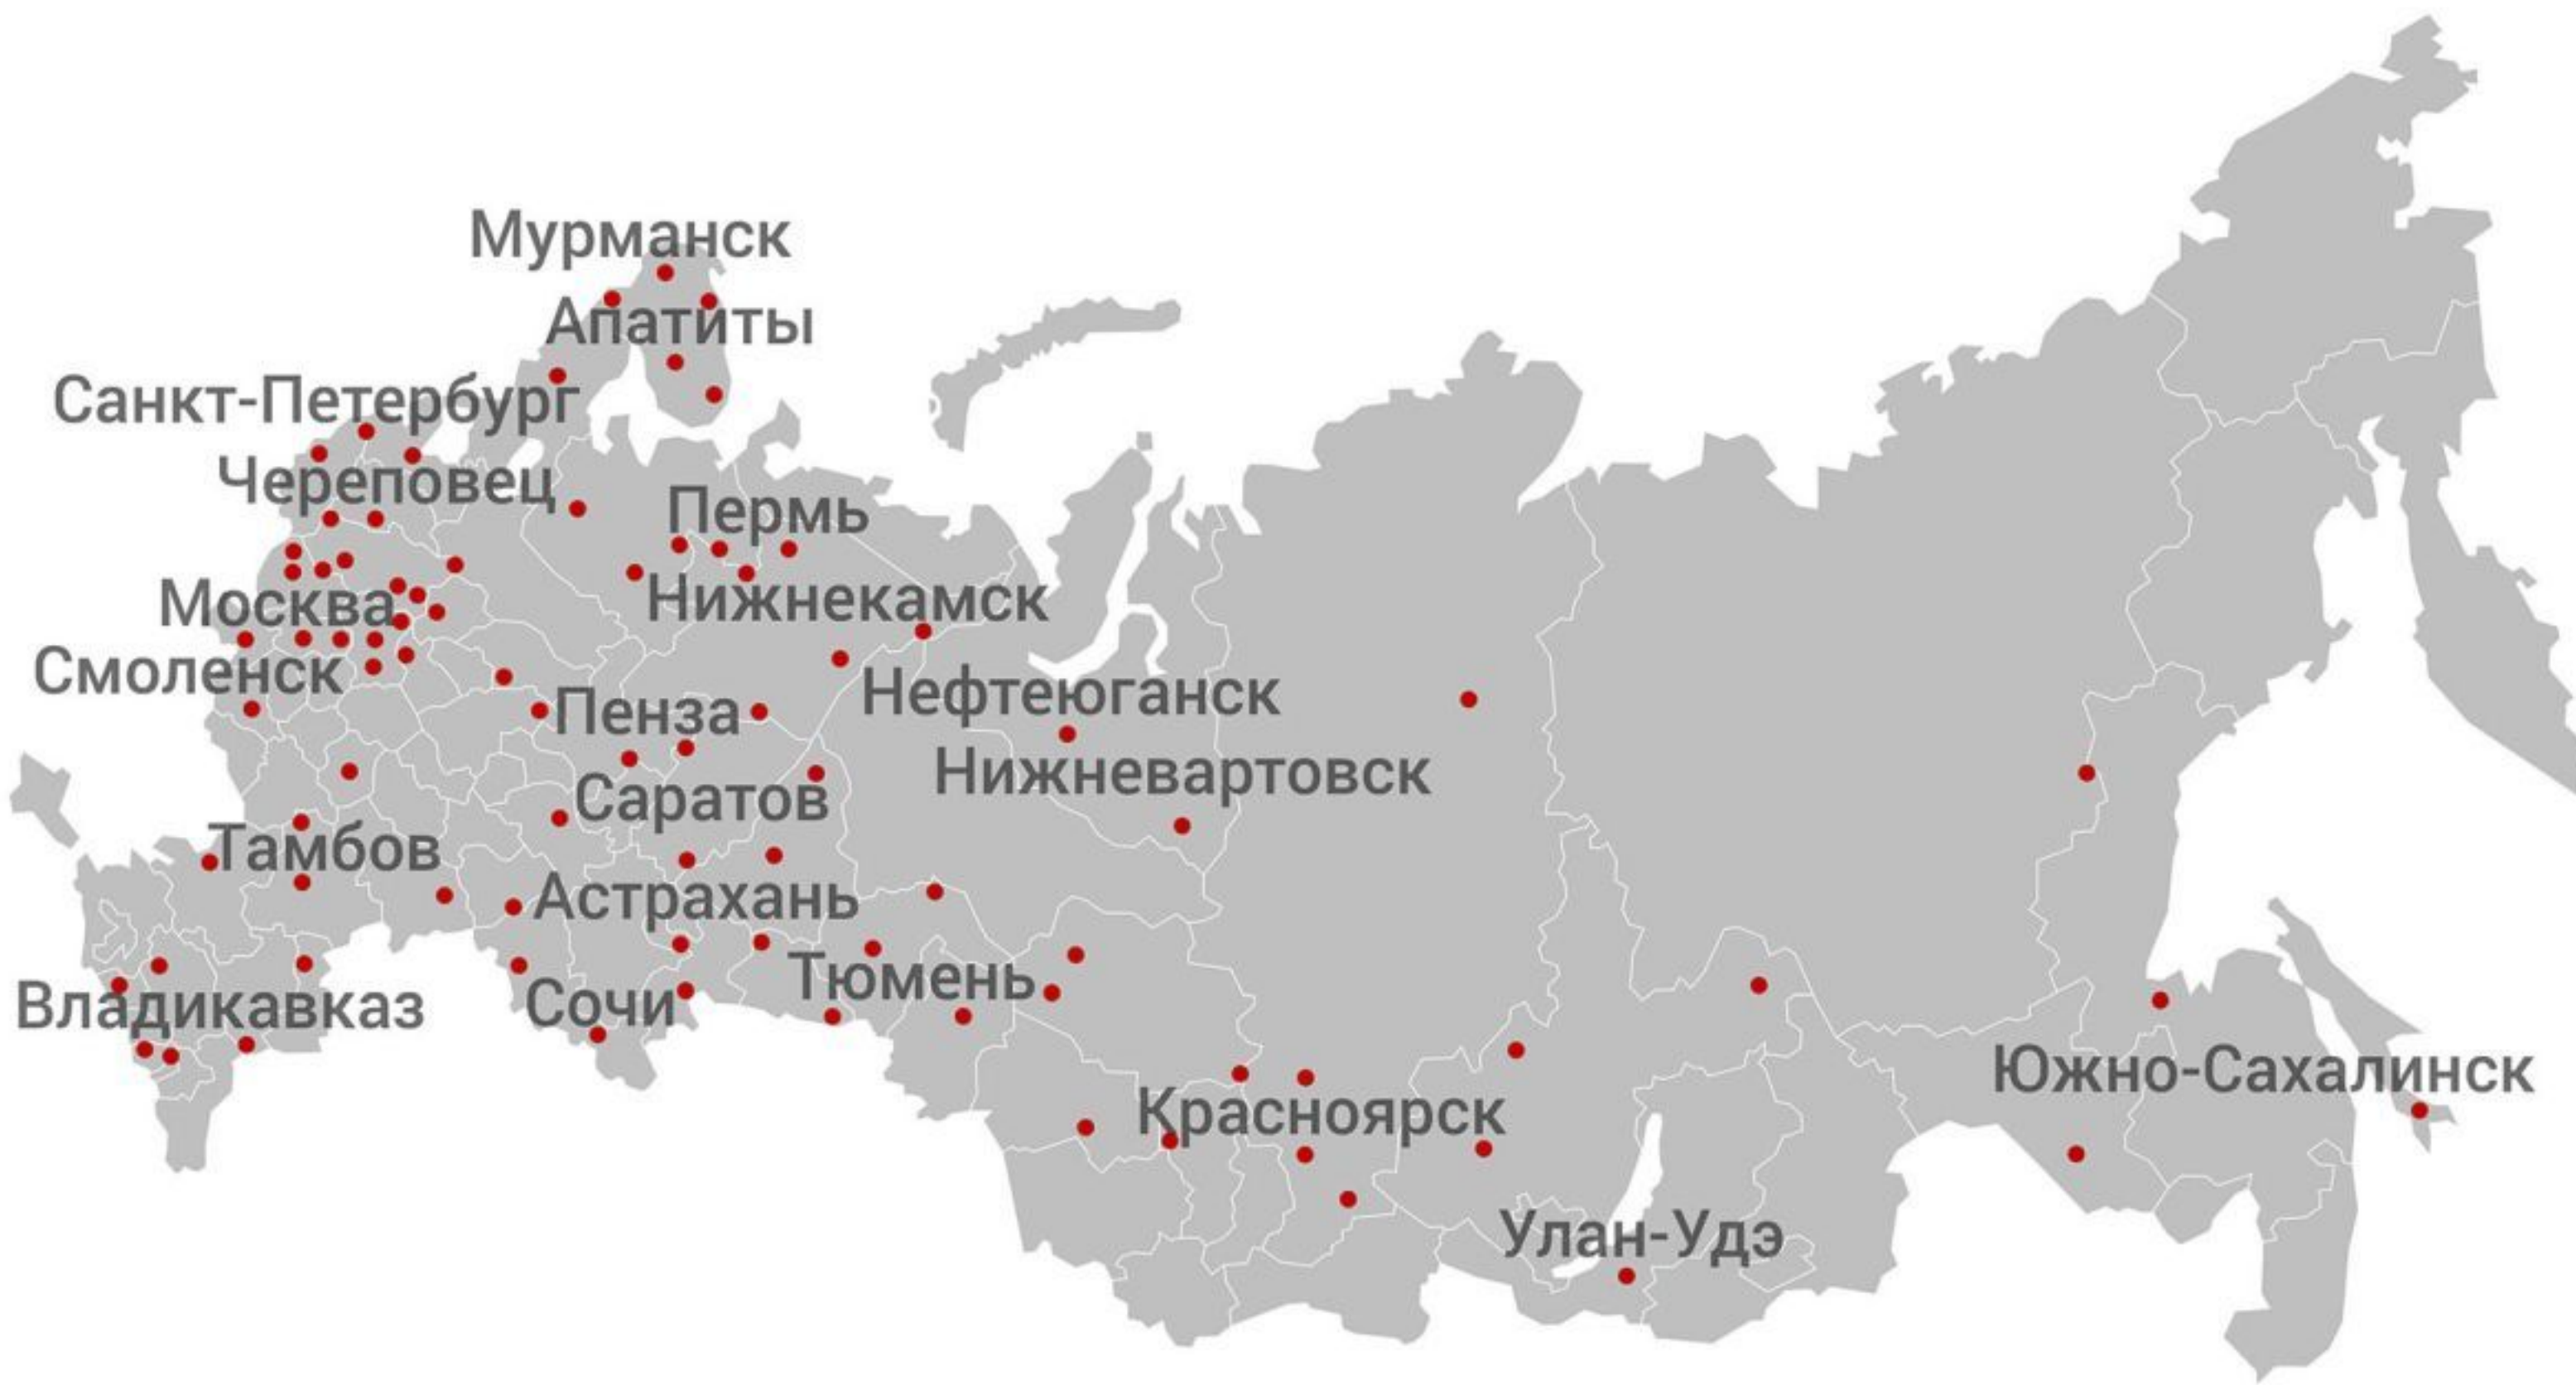 Мурманск
Апатиты
Санкт-Петербург
Череповец
Пермь
Москва
Нижнекамск
Смоленск
Нефтеюганск
Пенза
Нижневартовск
Саратов
Тамбов
Астрахань
Тюмень
Владикавказ
Сочи
Южно-Сахалинск
Красноярск
Улан-Удэ